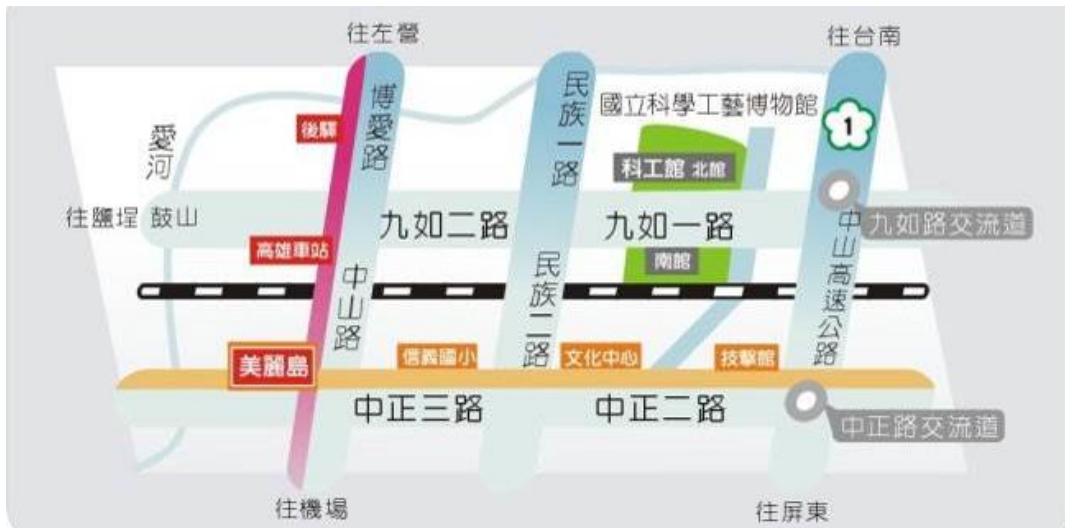 往左營
往台南
博愛路
民族一路
國立科學工藝博物館
1
後驛
愛河
科工館 北館
往鹽埕 鼓山
九如二路
九如一路
九如路交流道
高雄車站
南館
中山路
民族二路
中山高速公路
美麗島
信義國小
文化中心
技擊館
中正三路
中正二路
中正路交流道
往機場
往屏東